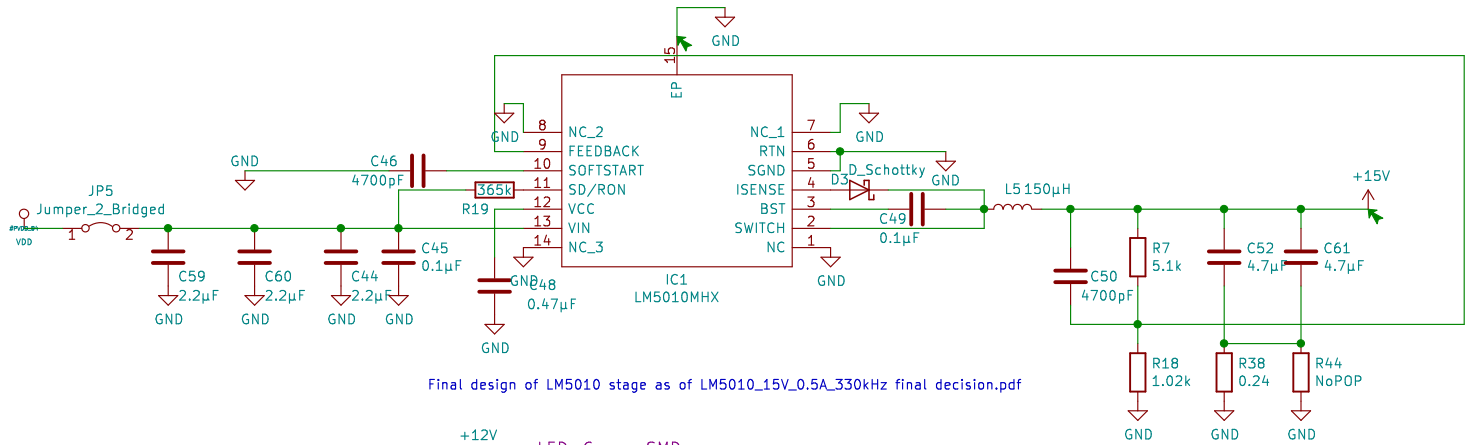 GND
15
EP
GND
8 NC_2
9 FEEDBACK
10 SOFTSTART
11 SD/RON
12 VCC
13 VIN
14 NC_3
NC_1 7
RTN 6
SGND 5
ISENSE 4
BST 3
SWITCH 2
NC 1
IC1
LM5010MHX
GND
GND
D_Schottky
D3
GND
C46
4700pF
365k
R19
JP5
Jumper_2_Bridged
VDD
1 2
C59
2.2µF
GND
C60
2.2µF
GND
C44
2.2µF
GND
C45
0.1µF
GND
GND
C48
0.47µF
GND
C49
0.1µF
GND
L5 150µH
+15V
C50
4700pF
R7
5.1k
C52
4.7µF
C61
4.7µF
R18
1.02k
GND
R38
0.24
GND
R44
NoPOP
GND
Final design of LM5010 stage as of LM5010_15V_0.5A_330kHz final decision.pdf
+12V